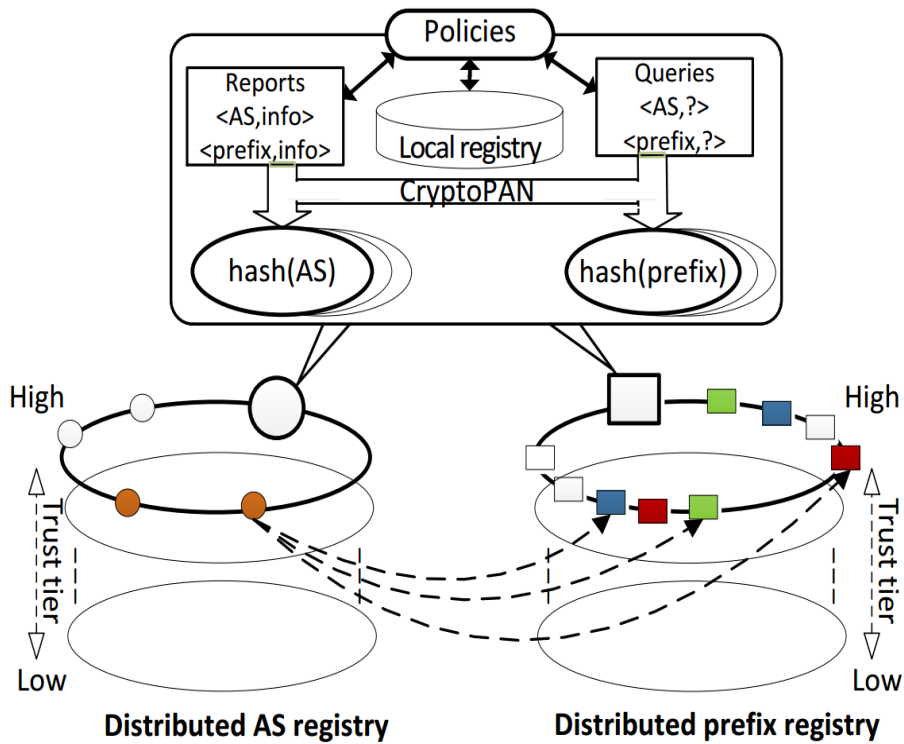 Policies
Reports
<AS,info>
<prefix,info>
Local registry
Queries
<AS,?>
<prefix,?>
CryptoPAN
hash(AS)
hash(prefix)
High
Trust tier
Low
High
Trust tier
Low
Distributed AS registry
Distributed prefix registry